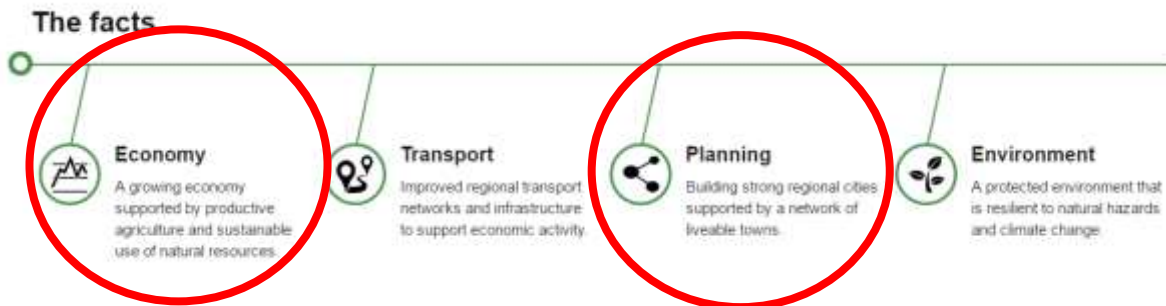 The facts
Economy
A growing economy
supported by productive
agriculture and sustainable
use of natural resources.
Transport
Improved regional transport
networks and infrastructure
to support economic activity
Planning
Building strong regional cities
supported by a network of
liveable towns
Environment
A protected environment that
is resilient to natural hazards
and climate change